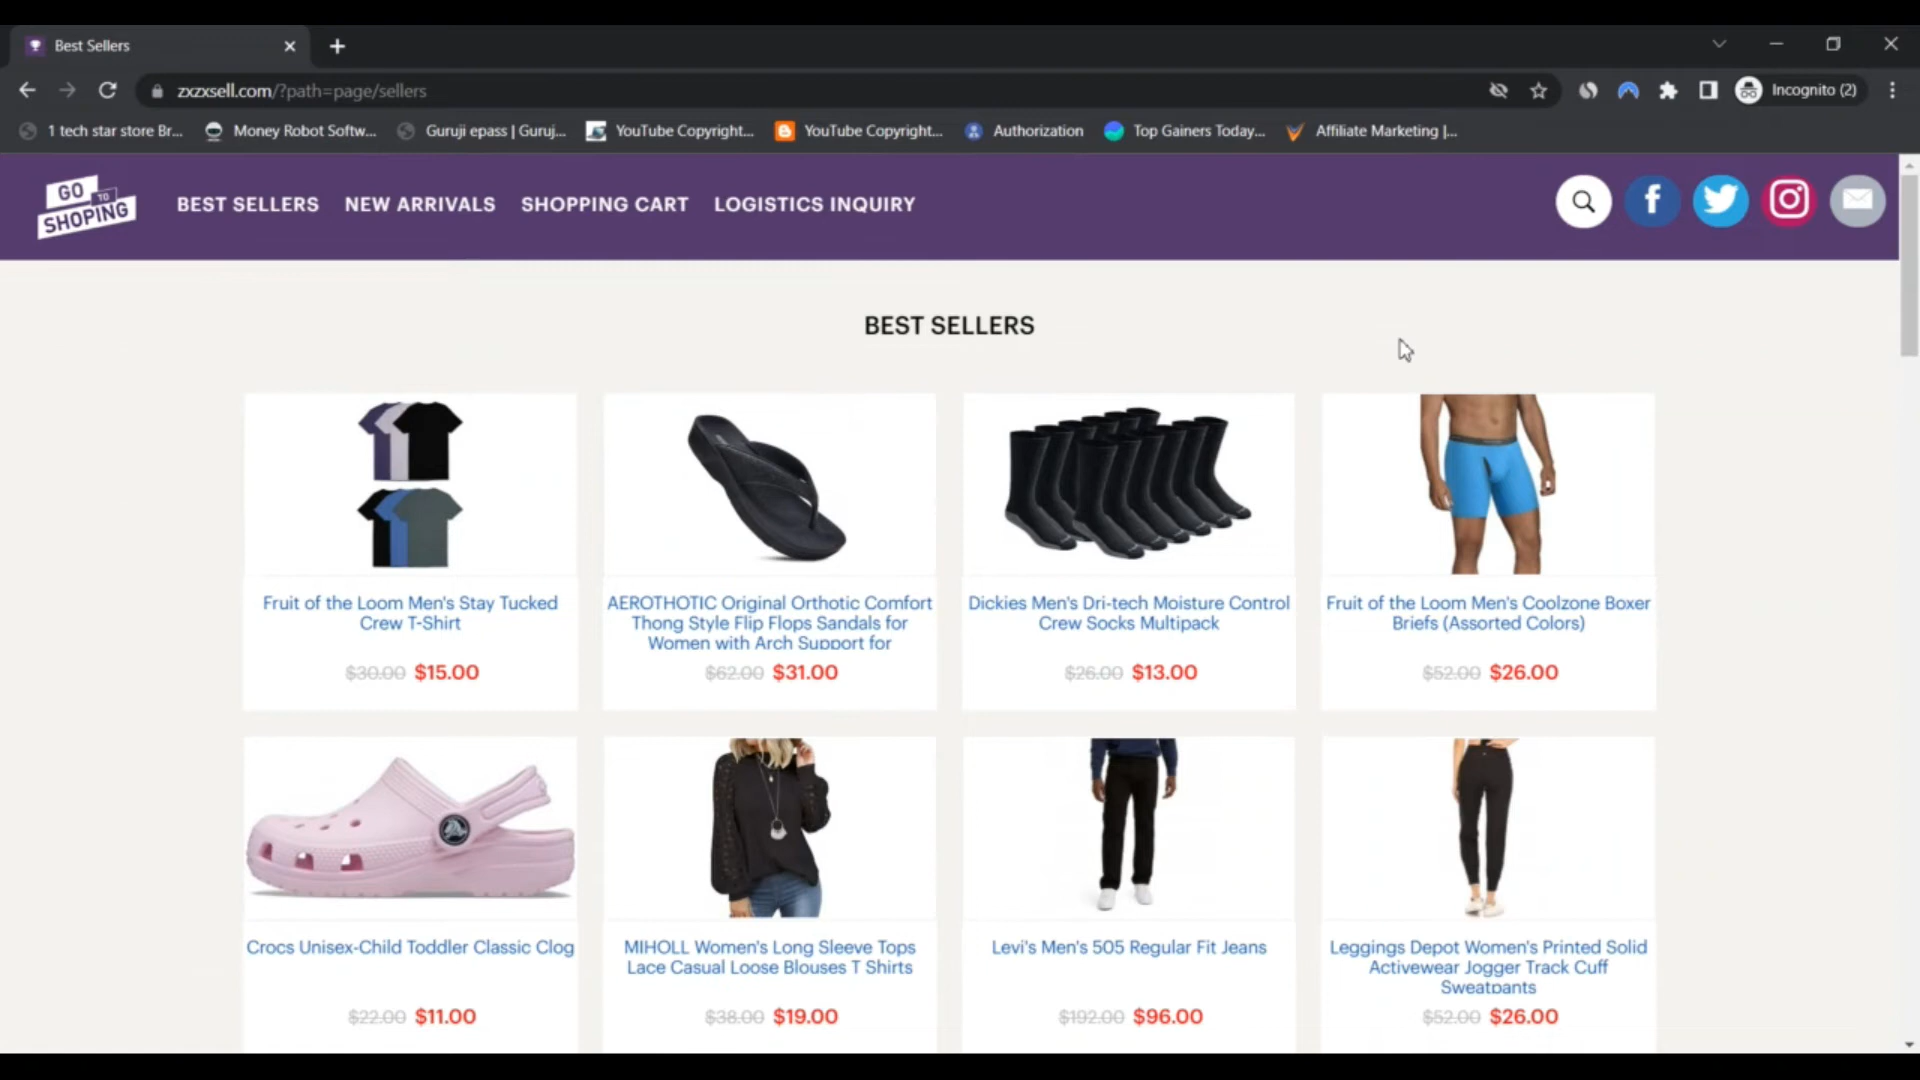 Best Sellers
zxzxsell.com/?path=page/sellers
Incognito (2)
1 tech star store Br...
Money Robot Softw...
Guruji epass | Guruj...
YouTube Copyright...
YouTube Copyright...
Authorization
Top Gainers Today...
Affiliate Marketing |...
GO TO SHOPING
BEST SELLERS
NEW ARRIVALS
SHOPPING CART
LOGISTICS INQUIRY
BEST SELLERS
Fruit of the Loom Men's Stay Tucked
Crew T-Shirt
$30.00 $15.00
AEROTHOTIC Original Orthotic Comfort
Thong Style Flip Flops Sandals for
Women with Arch Support for
$62.00 $31.00
Dickies Men's Dri-tech Moisture Control
Crew Socks Multipack
$26.00 $13.00
Fruit of the Loom Men's Coolzone Boxer
Briefs (Assorted Colors)
$52.00 $26.00
Crocs Unisex-Child Toddler Classic Clog
$22.00 $11.00
MIHOLL Women's Long Sleeve Tops
Lace Casual Loose Blouses T Shirts
$38.00 $19.00
Levi's Men's 505 Regular Fit Jeans
$192.00 $96.00
Leggings Depot Women's Printed Solid
Activewear Jogger Track Cuff
Sweatpants
$52.00 $26.00